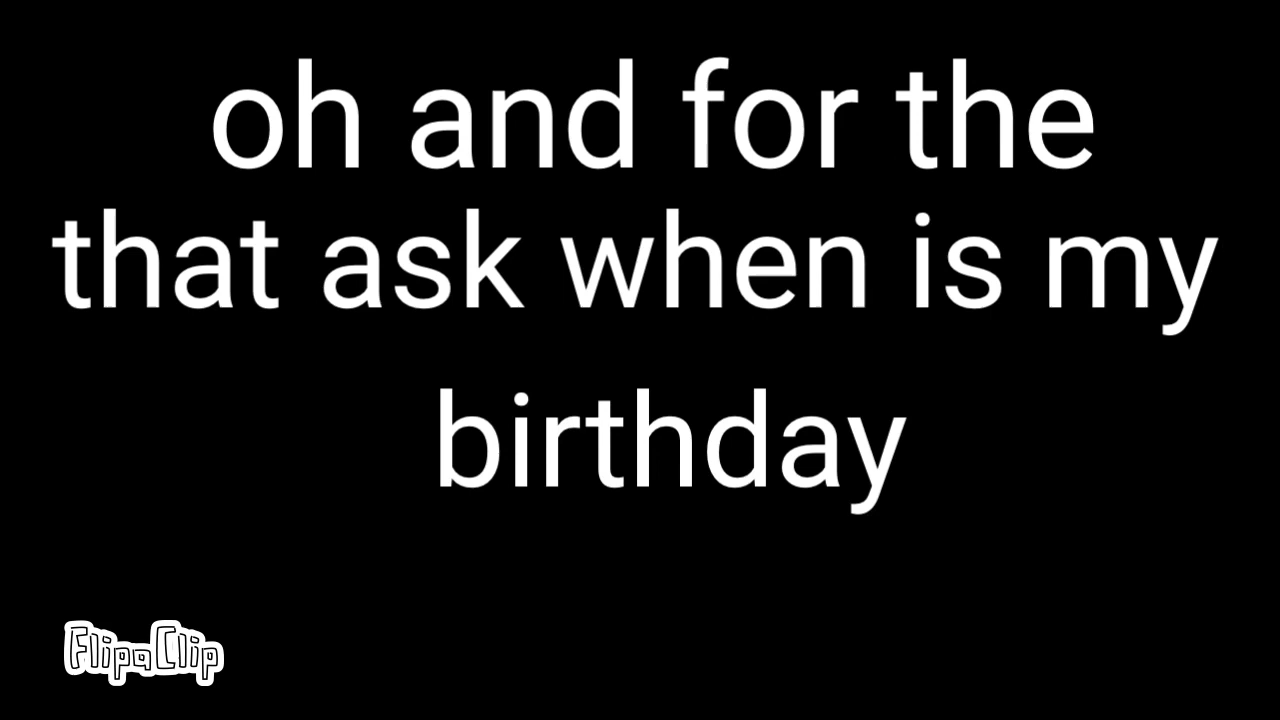 oh and for the
that ask when is my
birthday
FlipaClip